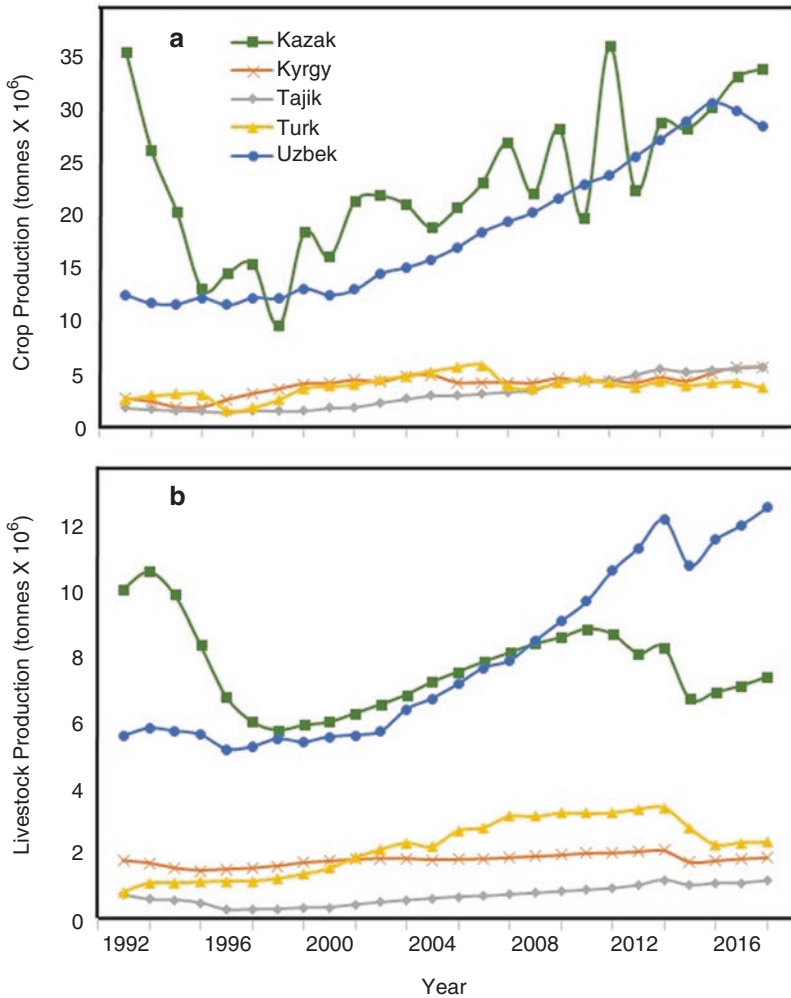 a
Kazak
Kyrgy
Tajik
Turk
Uzbek
Crop Production (tonnes X 10⁶)
35
30
25
20
15
10
5
0
b
Livestock Production (tonnes X 10⁶)
12
10
8
6
4
2
0
1992 1996 2000 2004 2008 2012 2016
Year